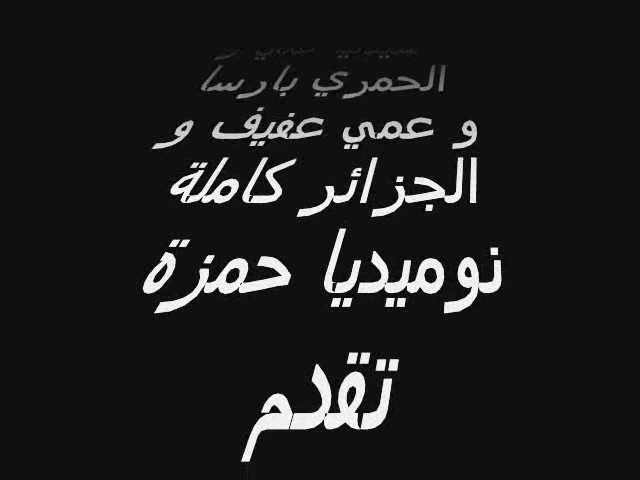 الحمري بارسا
و عمي عفيف و
الجزائر كاملة
نوميديا حمزة
تقدم